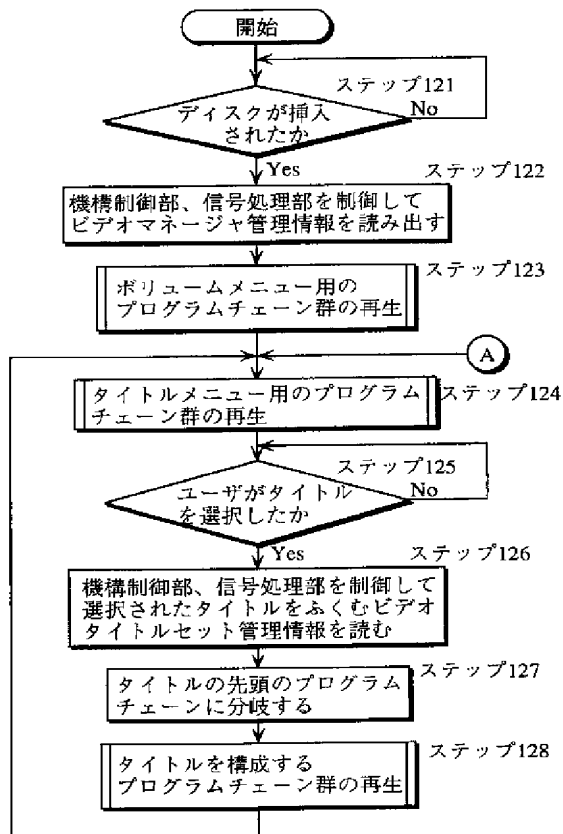 開始
ステップ121
ディスクが挿入
されたか
No
Yes
ステップ122
機構制御部、信号処理部を制御して
ビデオマネージャ管理情報を読み出す
ステップ123
ボリュームメニュー用の
プログラムチェーン群の再生
A
タイトルメニュー用のプログラム
チェーン群の再生
ステップ124
ステップ125
ユーザがタイトル
を選択したか
No
Yes
ステップ126
機構制御部、信号処理部を制御して
選択されたタイトルをふくむビデオ
タイトルセット管理情報を読む
ステップ127
タイトルの先頭のプログラム
チェーンに分岐する
ステップ128
タイトルを構成する
プログラムチェーン群の再生